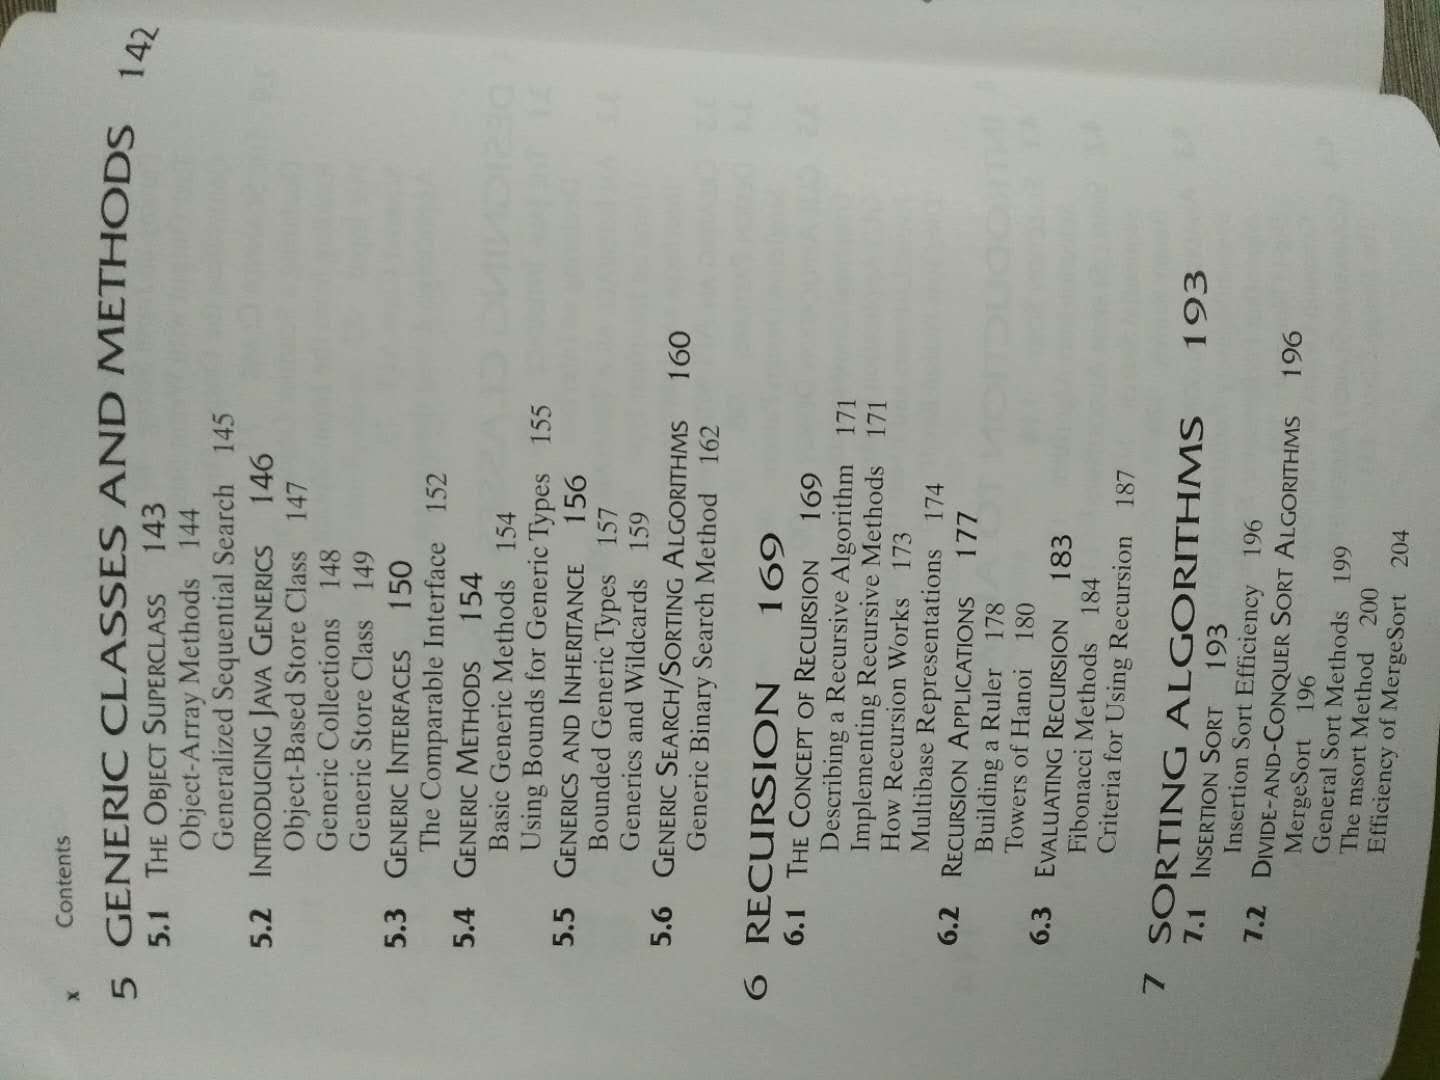 x Contents
5 GENERIC CLASSES AND METHODS 142
5.1 THE OBJECT SUPERCLASS 143
Object-Array Methods 144
Generalized Sequential Search 145
5.2 INTRODUCING JAVA GENERICS 146
Object-Based Store Class 147
Generic Collections 148
Generic Store Class 149
5.3 GENERIC INTERFACES 150
The Comparable Interface 152
5.4 GENERIC METHODS 154
Basic Generic Methods 154
Using Bounds for Generic Types 155
5.5 GENERICS AND INHERITANCE 156
Bounded Generic Types 157
Generics and Wildcards 159
5.6 GENERIC SEARCH/SORTING ALGORITHMS 160
Generic Binary Search Method 162
6 RECURSION 169
6.1 THE CONCEPT OF RECURSION 169
Describing a Recursive Algorithm 171
Implementing Recursive Methods 171
How Recursion Works 173
Multibase Representations 174
6.2 RECURSION APPLICATIONS 177
Building a Ruler 178
Towers of Hanoi 180
6.3 EVALUATING RECURSION 183
Fibonacci Methods 184
Criteria for Using Recursion 187
7 SORTING ALGORITHMS 193
7.1 INSERTION SORT 193
Insertion Sort Efficiency 196
7.2 DIVIDE-AND-CONQUER SORT ALGORITHMS 196
MergeSort 196
General Sort Methods 199
The msort Method 200
Efficiency of MergeSort 204